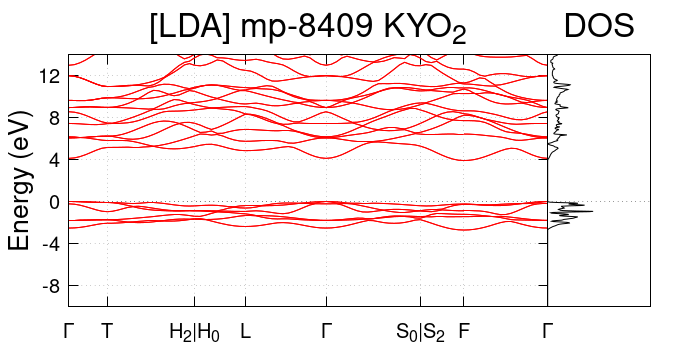 [LDA] mp-8409 KYO₂ DOS
Energy (eV)
12
8
4
0
-4
-8
Γ T H₂|H₀ L Γ S₀|S₂ F Γ